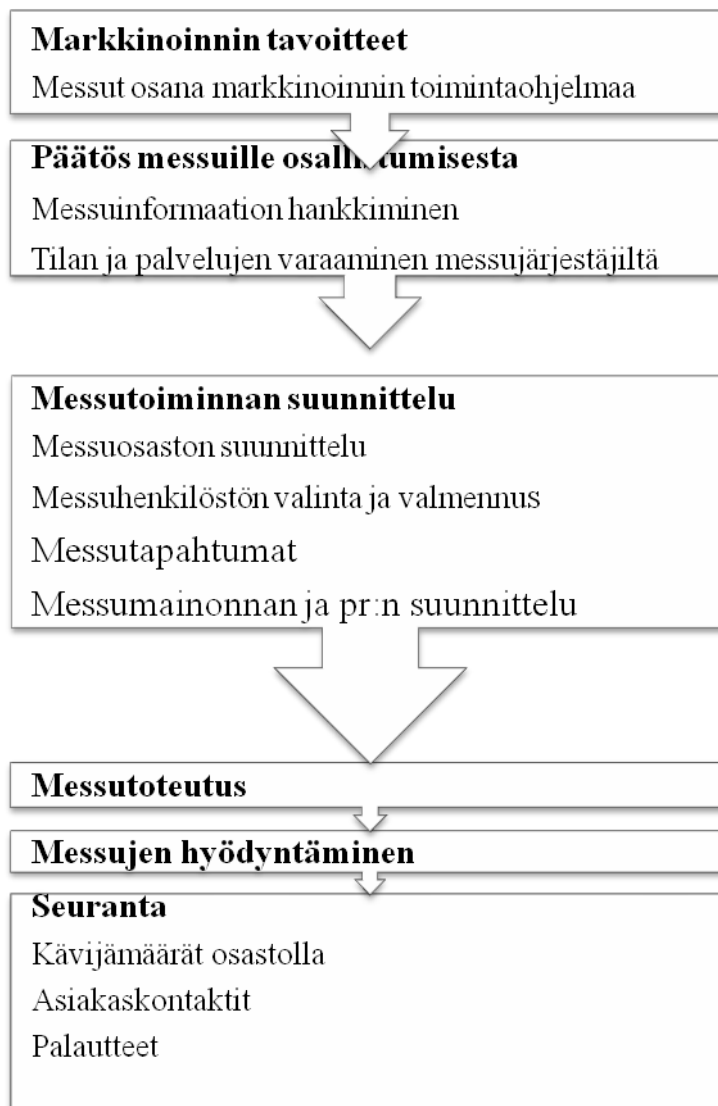 Markkinoinnin tavoitteet
Messut osana markkinoinnin toimintaohjelmaa
Päätös messuille osallistumisesta
Messuinformaation hankkiminen
Tilan ja palvelujen varaaminen messujärjestäjiltä
Messutoiminnan suunnittelu
Messuosaston suunnittelu
Messuhenkilöstön valinta ja valmennus
Messutapahtumat
Messumainonnan ja pr:n suunnittelu
Messutoteutus
Messujen hyödyntäminen
Seuranta
Kävijämäärät osastolla
Asiakaskontaktit
Palautteet